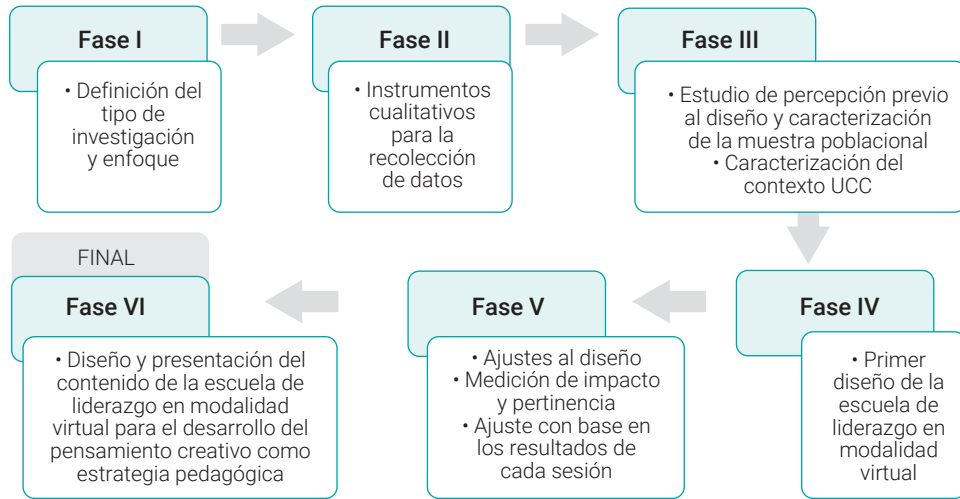 Fase I
• Definición del
tipo de
investigación
y enfoque
Fase II
• Instrumentos
cualitativos
para la
recolección
de datos
Fase III
• Estudio de percepción previo
al diseño y caracterización
de la muestra poblacional
• Caracterización del
contexto UCC
Fase IV
• Primer
diseño de la
escuela de
liderazgo en
modalidad
virtual
Fase V
• Ajustes al diseño
• Medición de impacto
y pertinencia
• Ajuste con base en
los resultados de
cada sesión
FINAL
Fase VI
• Diseño y presentación del
contenido de la escuela de
liderazgo en modalidad
virtual para el desarrollo del
pensamiento creativo como
estrategia pedagógica